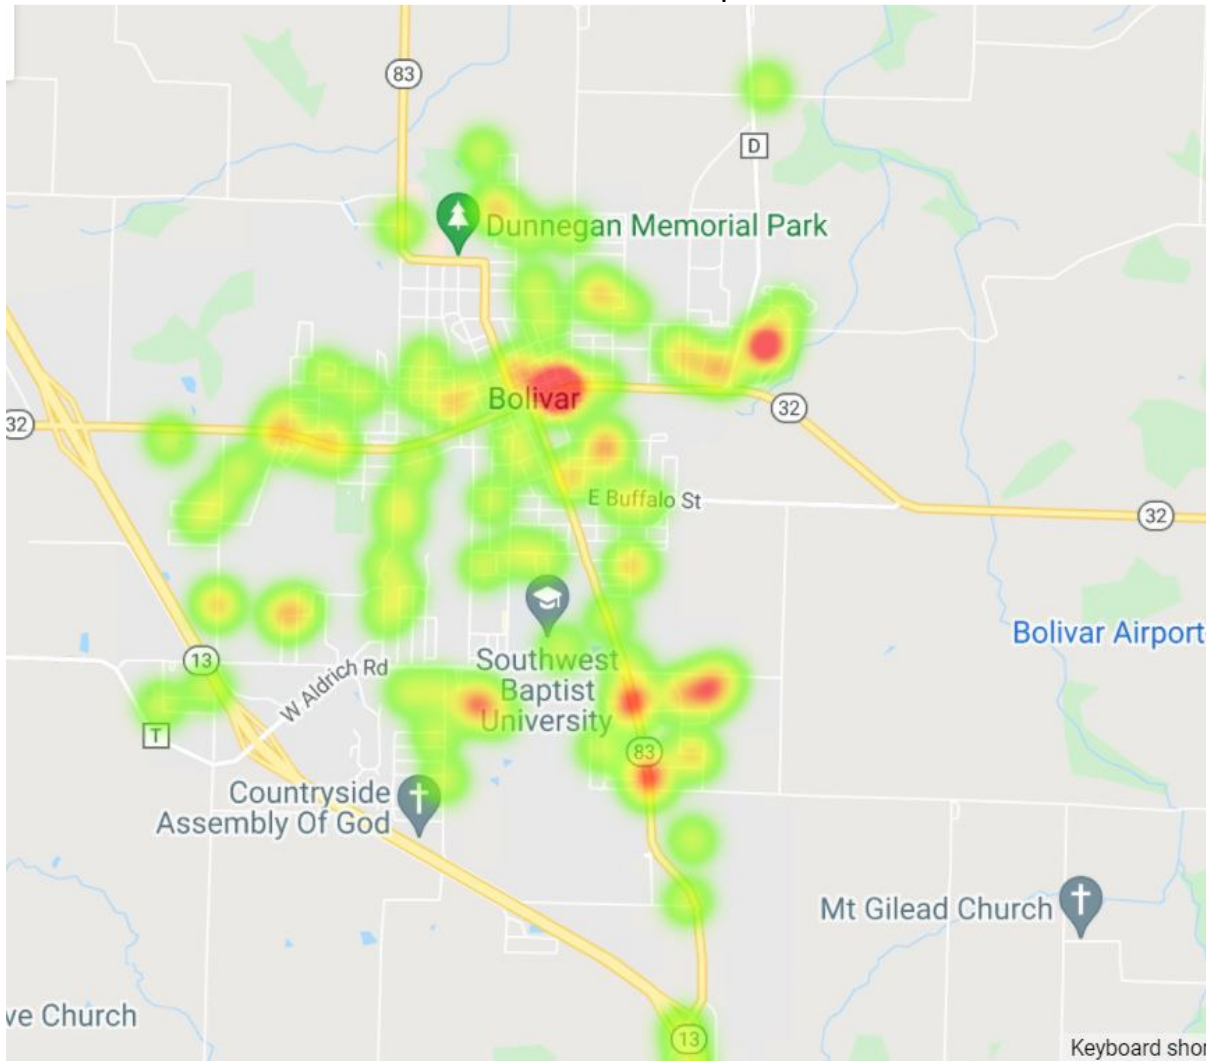 83
D
Dunnegan Memorial Park
Bolivar
32
32
E Buffalo St
32
Bolivar Airport
13
W Aldrich Rd
Southwest
Baptist
University
T
83
Countryside
Assembly Of God
Mt Gilead Church
ve Church
13
Keyboard shor